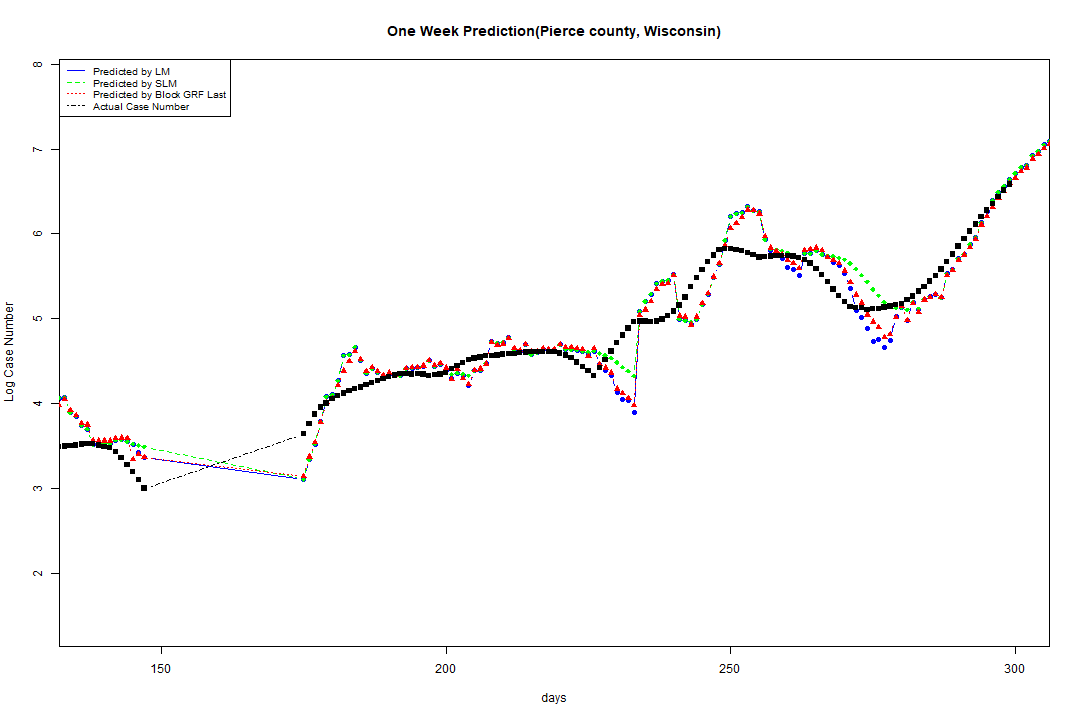 One Week Prediction(Pierce county, Wisconsin)
Predicted by LM
Predicted by SLM
Predicted by Block GRF Last
Actual Case Number
8
7
6
5
4
3
2
Log Case Number
150 200 250 300
days